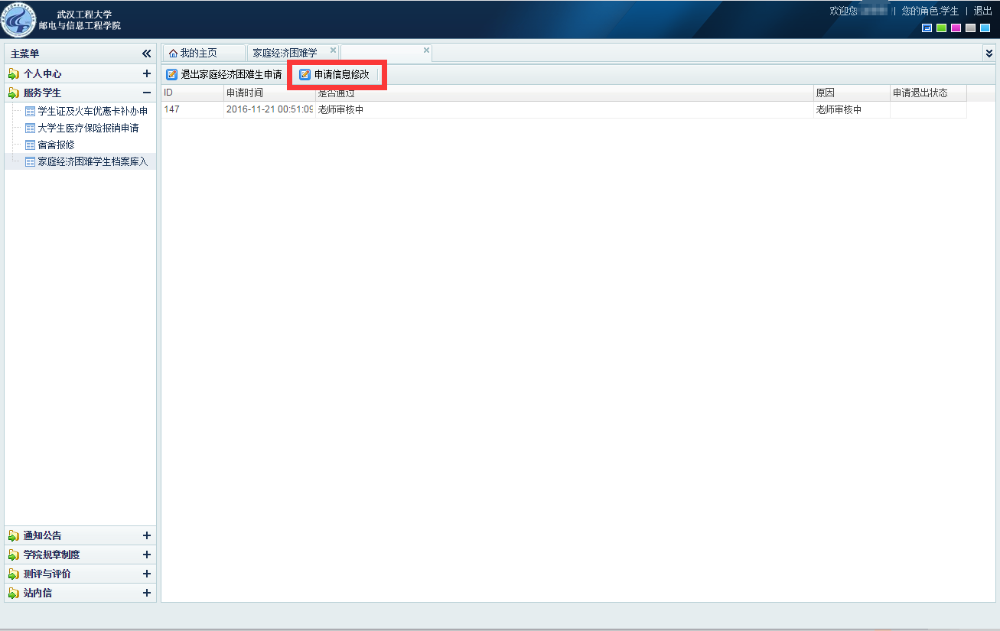 武汉工程大学
邮电与信息工程学院
欢迎您 | 您的角色:学生 | 退出
主菜单
个人中心
服务学生
学生证及火车优惠卡补办申
大学生医疗保险报销申请
宿舍报修
家庭经济困难学生档案库入
通知公告
学院规章制度
测评与评价
站内信
我的主页
家庭经济困难学
退出家庭经济困难生申请
申请信息修改
ID 申请时间 是否通过 原因 申请退出状态
147 2016-11-21 00:51:09 老师审核中 老师审核中